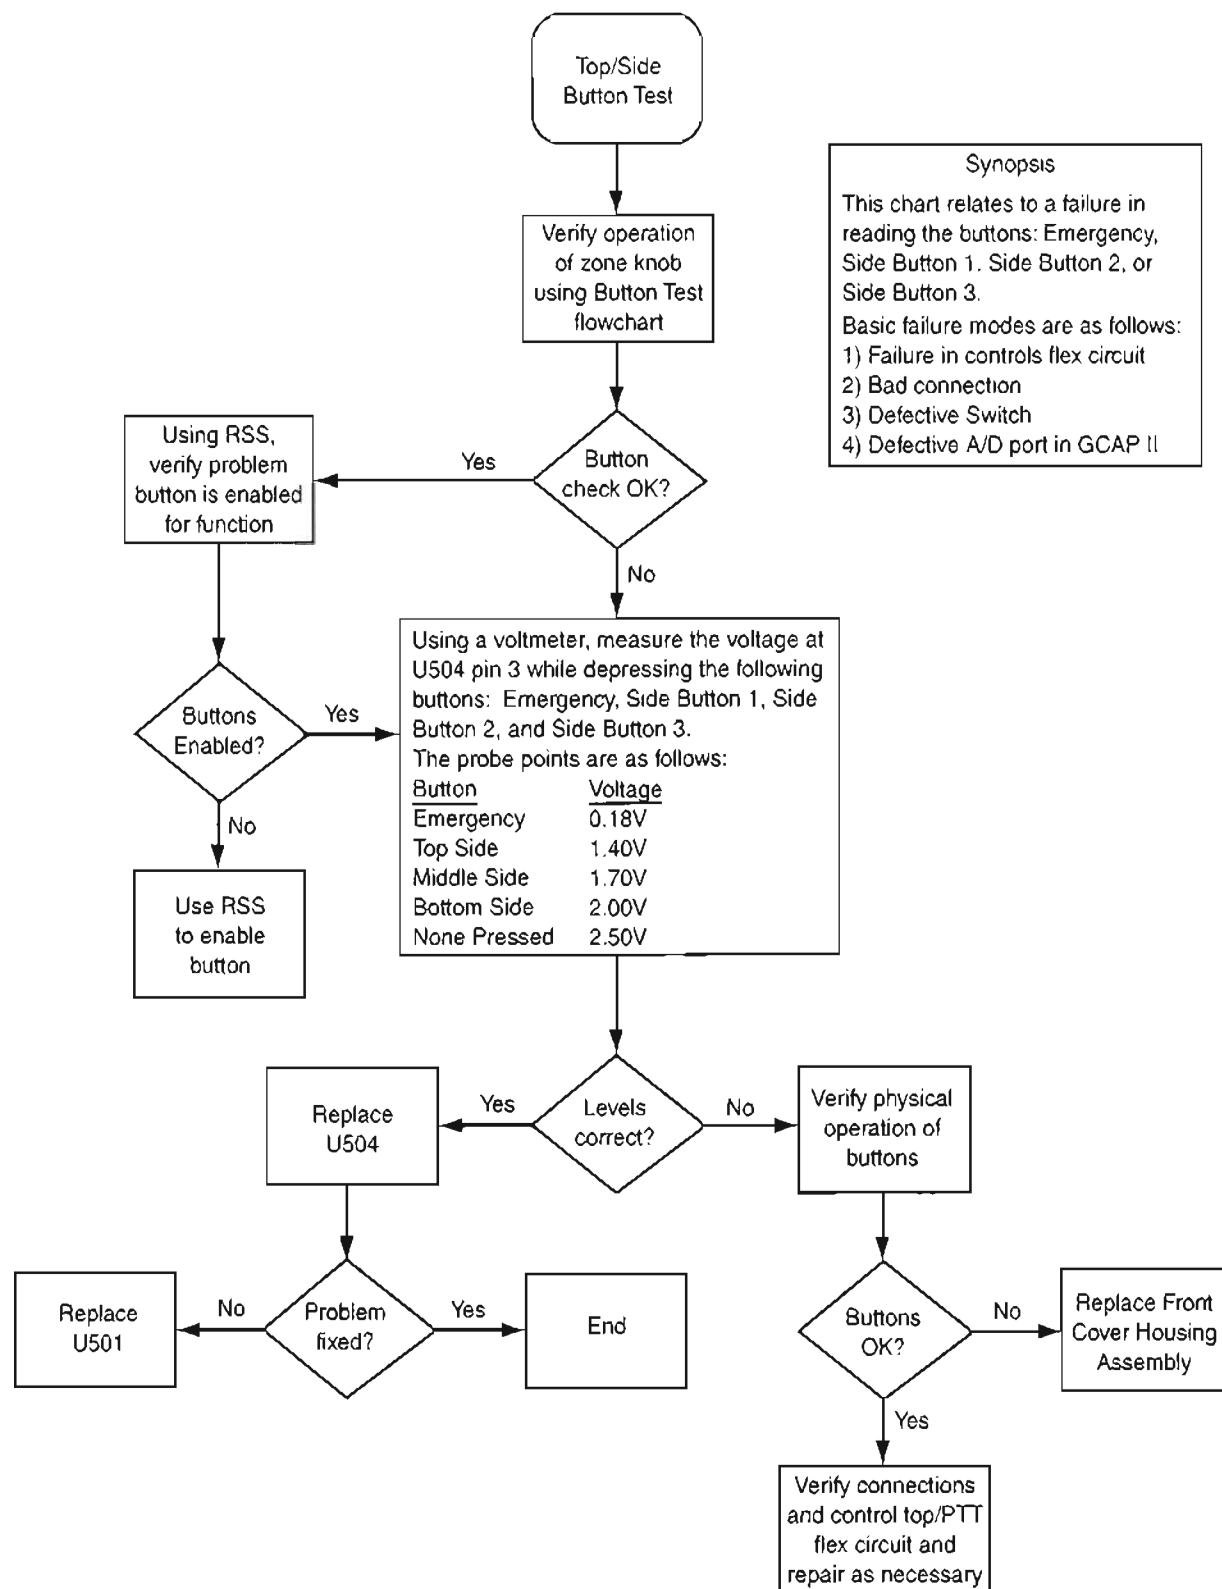 Top/Side
Button Test
Synopsis
This chart relates to a failure in
reading the buttons: Emergency,
Side Button 1. Side Button 2, or
Side Button 3.
Basic failure modes are as follows:
1) Failure in controls flex circuit
2) Bad connection
3) Defective Switch
4) Defective A/D port in GCAP II
Verify operation
of zone knob
using Button Test
flowchart
Using RSS,
verify problem
button is enabled
for function
Yes
Button
check OK?
No
Using a voltmeter, measure the voltage at
U504 pin 3 while depressing the following
buttons: Emergency, Side Button 1, Side
Button 2, and Side Button 3.
The probe points are as follows:
Button Voltage
Emergency 0.18V
Top Side 1.40V
Middle Side 1.70V
Bottom Side 2.00V
None Pressed 2.50V
Buttons
Enabled?
Yes
No
Use RSS
to enable
button
Replace
U504
Yes
Levels
correct?
No
Verify physical
operation of
buttons
Replace
U501
No
Problem
fixed?
Yes
End
Buttons
OK?
No
Replace Front
Cover Housing
Assembly
Yes
Verify connections
and control top/PTT
flex circuit and
repair as necessary